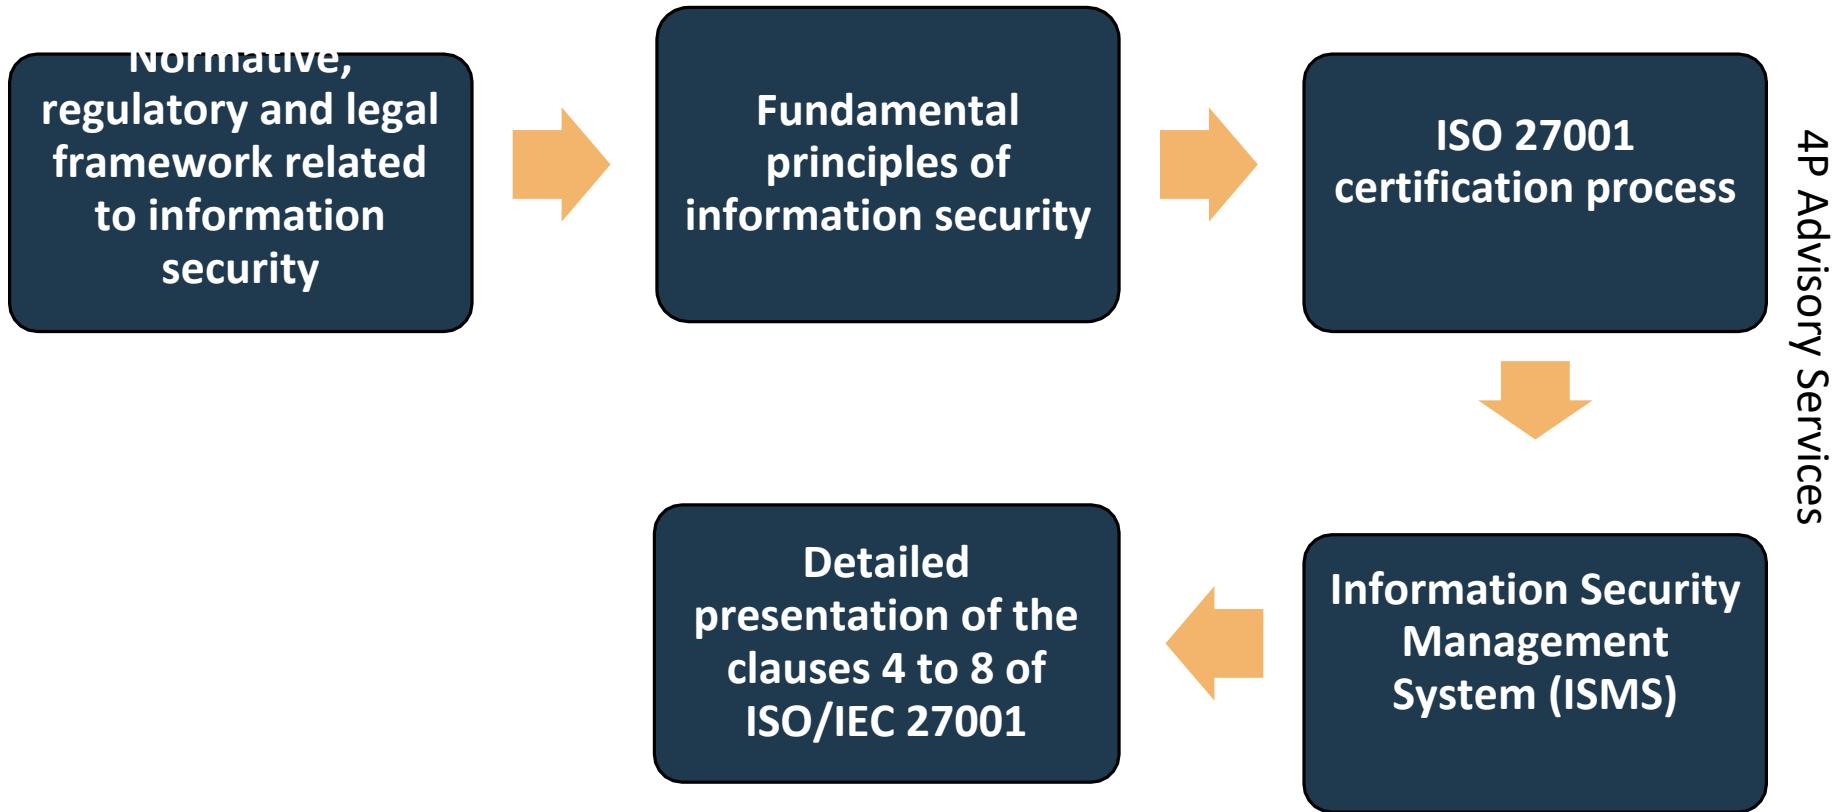 Normative,
regulatory and legal
framework related
to information
security
Fundamental
principles of
information security
ISO 27001
certification process
Information Security
Management
System (ISMS)
Detailed
presentation of the
clauses 4 to 8 of
ISO/IEC 27001
4P Advisory Services